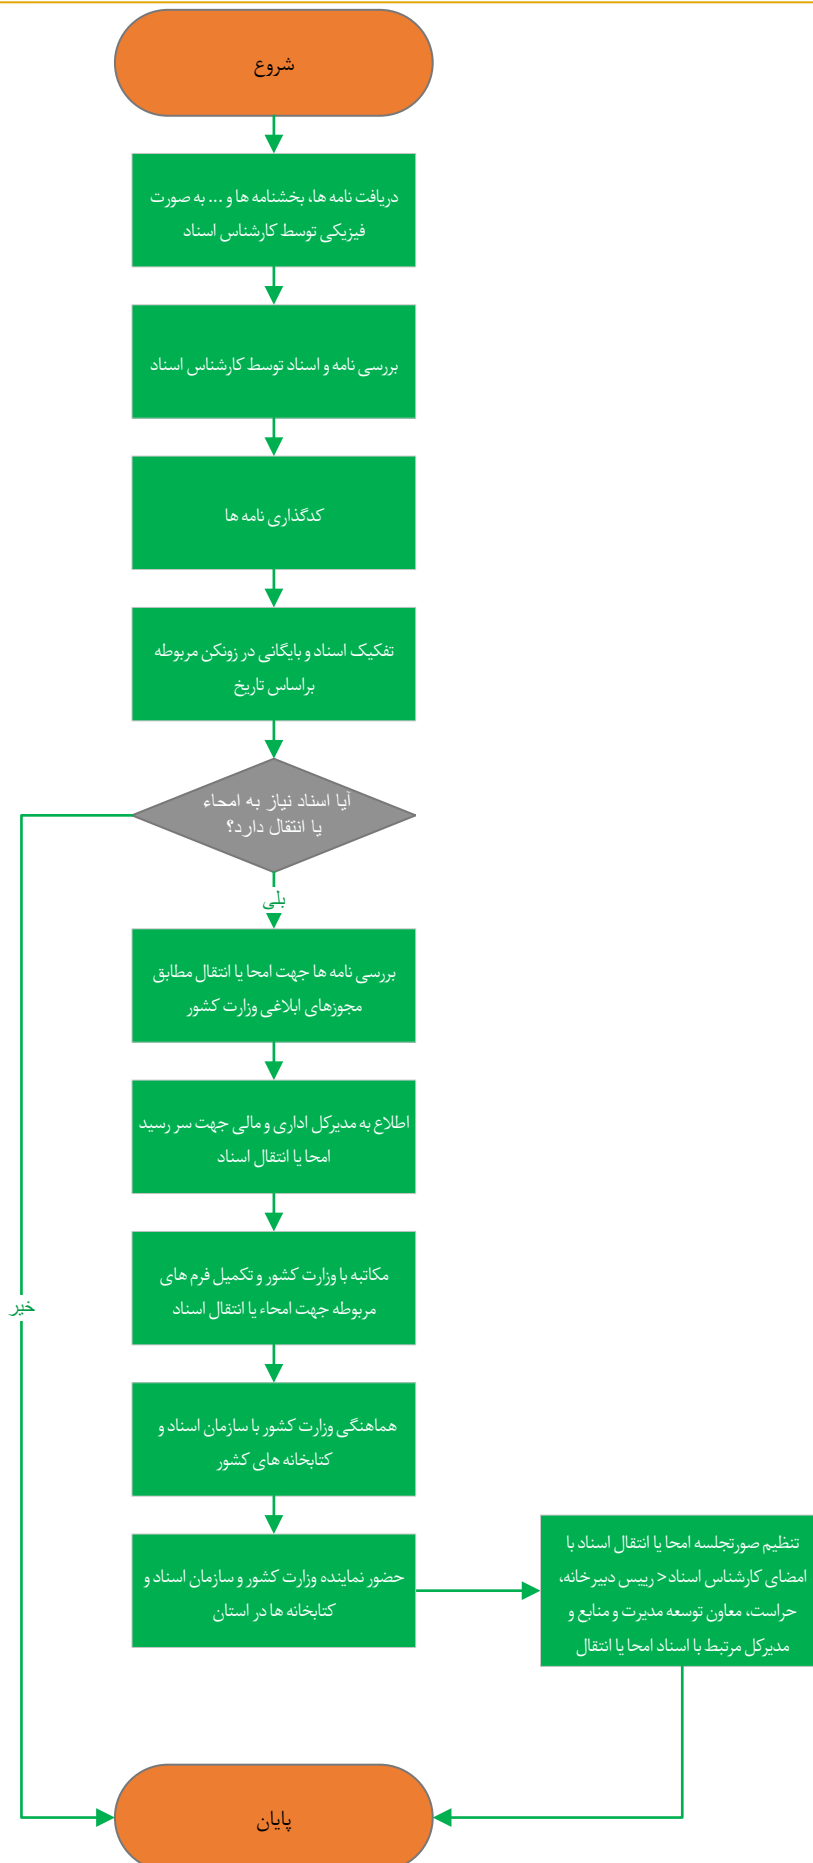 شروع
دریافت نامه ها، بخشنامه ها و ... به صورت
فیزیکی توسط کارشناس اسناد
بررسی نامه و اسناد توسط کارشناس اسناد
کدگذاری نامه ها
تفکیک اسناد و بایگانی در زونکن مربوطه
براساس تاریخ
آیا اسناد نیاز به امحاء
یا انتقال دارد؟
بلی
بررسی نامه ها جهت امحا یا انتقال مطابق
مجوزهای ابلاغی وزارت کشور
اطلاع به مدیرکل اداری و مالی جهت سر رسید
امحا یا انتقال اسناد
مکاتبه با وزارت کشور و تکمیل فرم های
مربوطه جهت امحاء یا انتقال اسناد
خیر
هماهنگی وزارت کشور با سازمان اسناد و
کتابخانه های کشور
حضور نماینده وزارت کشور و سازمان اسناد و
کتابخانه ها در استان
تنظیم صورتجلسه امحا یا انتقال اسناد با
امضای کارشناس اسناد< رییس دبیرخانه،
حراست، معاون توسعه مدیرت و منابع و
مدیرکل مرتبط با اسناد امحا یا انتقال
پایان